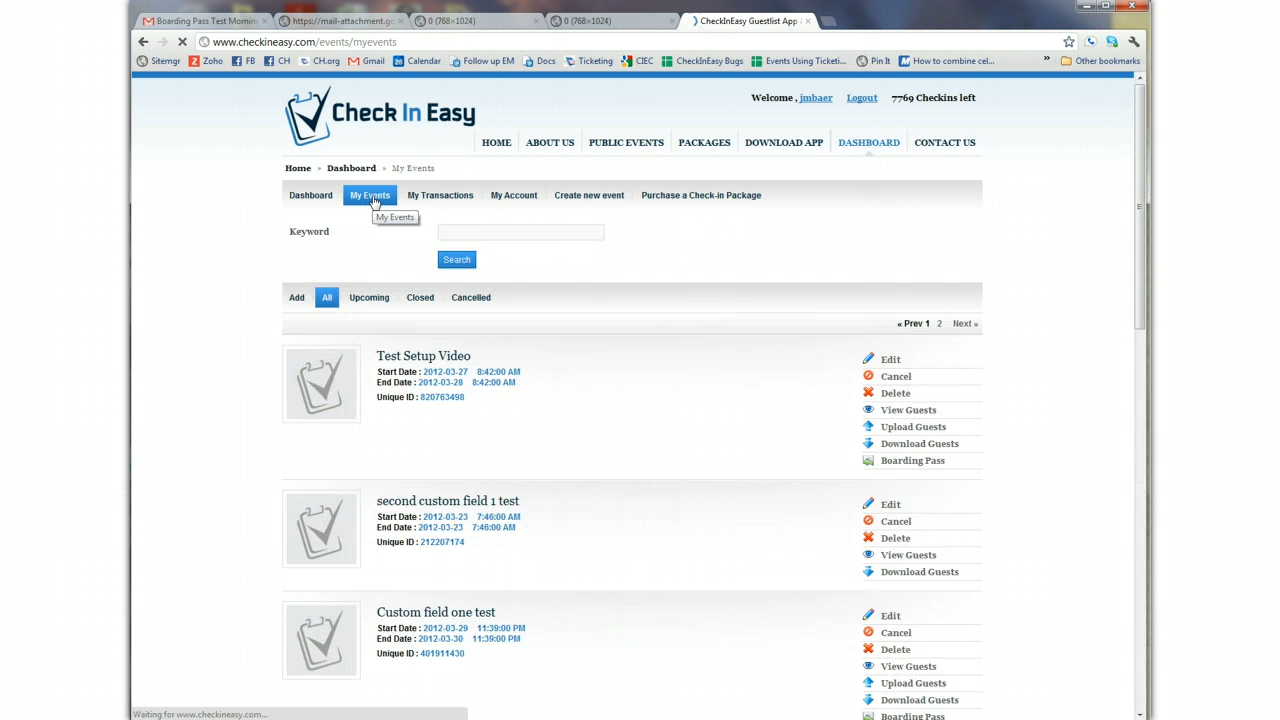 Boarding Pass Test Mornin
https://mail-attachment.go
0 (768×1024)
0 (768×1024)
CheckInEasy Guestlist App
www.checkineasy.com/events/myevents
Sitemgr Zoho FB CH CH.org Gmail 26 Calendar Follow up EM Docs Ticketing CIEC CheckInEasy Bugs Events Using Ticketi... Pin It How to combine cel... » Other bookmarks
Check In Easy
Welcome , jmbaer Logout 7769 Checkins left
HOME ABOUT US PUBLIC EVENTS PACKAGES DOWNLOAD APP DASHBOARD CONTACT US
Home » Dashboard » My Events
Dashboard My Events My Transactions My Account Create new event Purchase a Check-in Package
My Events
Keyword
Search
Add All Upcoming Closed Cancelled
« Prev 1 2 Next »
Test Setup Video
Start Date : 2012-03-27 8:42:00 AM
End Date : 2012-03-28 8:42:00 AM
Unique ID : 820763498
Edit
Cancel
Delete
View Guests
Upload Guests
Download Guests
Boarding Pass
second custom field 1 test
Start Date : 2012-03-23 7:46:00 AM
End Date : 2012-03-23 7:46:00 AM
Unique ID : 212207174
Edit
Cancel
Delete
View Guests
Download Guests
Custom field one test
Start Date : 2012-03-29 11:39:00 PM
End Date : 2012-03-30 11:39:00 PM
Unique ID : 401911430
Edit
Cancel
Delete
View Guests
Upload Guests
Download Guests
Boarding Pass
Waiting for www.checkineasy.com...